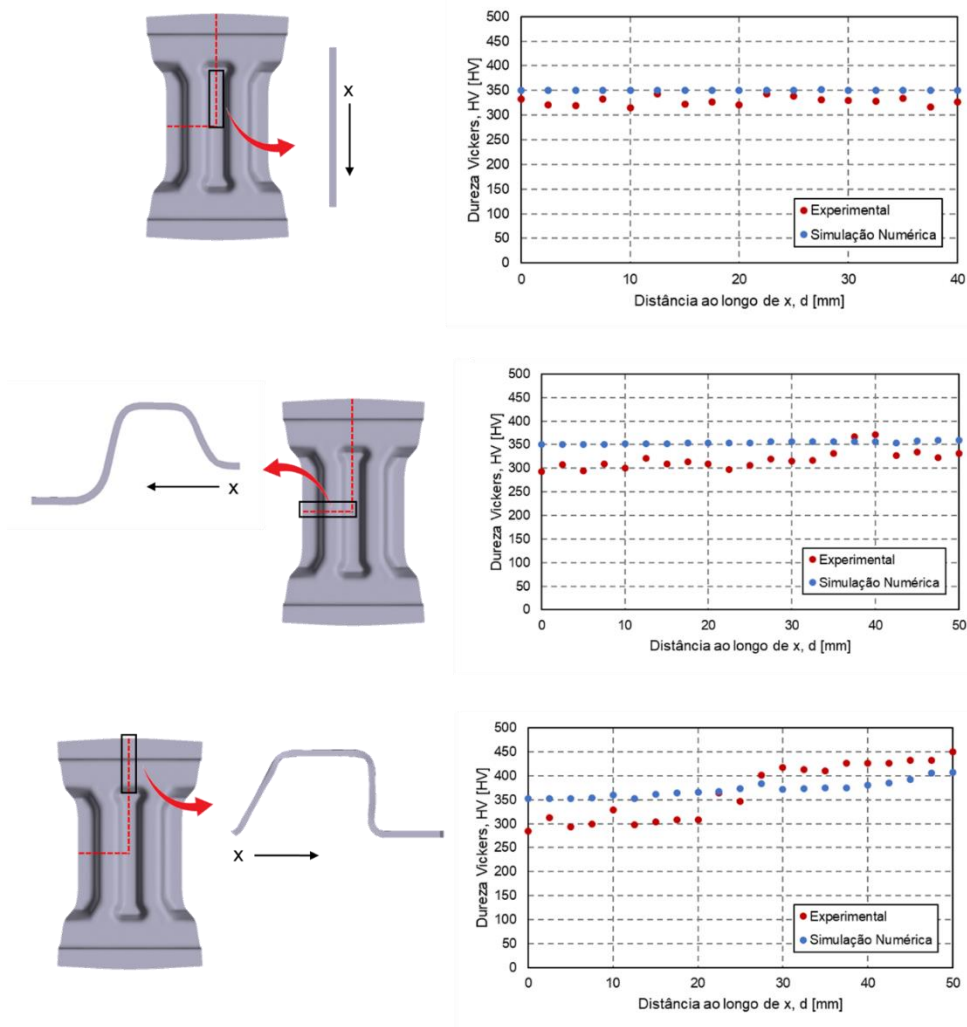 X
500
450
400
350
300
250
200
150
100
50
0
Dureza Vickers, HV [HV]
Experimental
Simulação Numérica
0 10 20 30 40
Distância ao longo de x, d [mm]
X
500
450
400
350
300
250
200
150
100
50
0
Dureza Vickers, HV [HV]
Experimental
Simulação Numérica
0 10 20 30 40 50
Distância ao longo de x, d [mm]
X
500
450
400
350
300
250
200
150
100
50
0
Dureza Vickers, HV [HV]
Experimental
Simulação Numérica
0 10 20 30 40 50
Distância ao longo de x, d [mm]